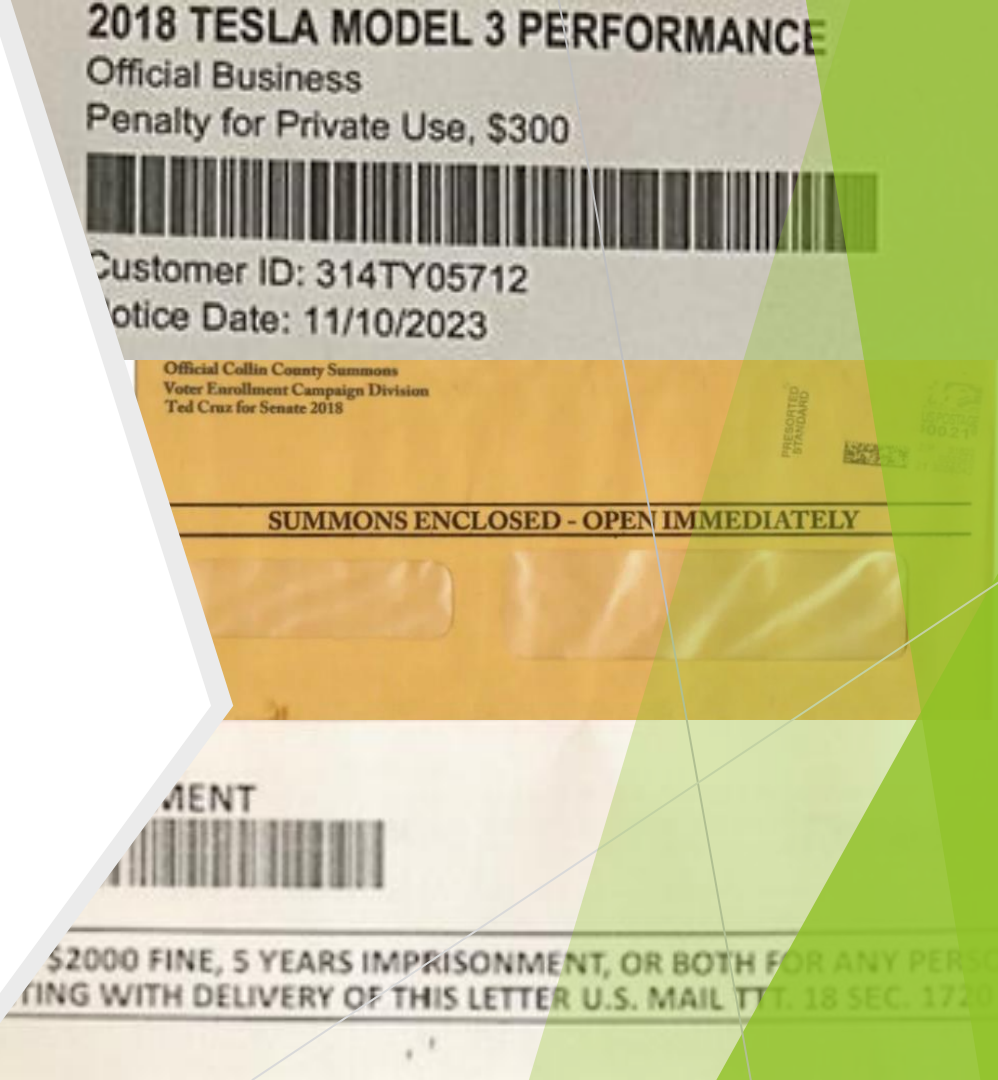 2018 TESLA MODEL 3 PERFORMANCE
Official Business
Penalty for Private Use, $300
Customer ID: 314TY05712
otice Date: 11/10/2023
Official Collin County Summons
Voter Enrollment Campaign Division
Ted Cruz for Senate 2018
PRESORTED
STANDARD
SUMMONS ENCLOSED - OPEN IMMEDIATELY
MENT
$2000 FINE, 5 YEARS IMPRISONMENT, OR BOTH FOR ANY PERSO
TING WITH DELIVERY OF THIS LETTER U.S. MAIL TTT. 18 SEC. 1720